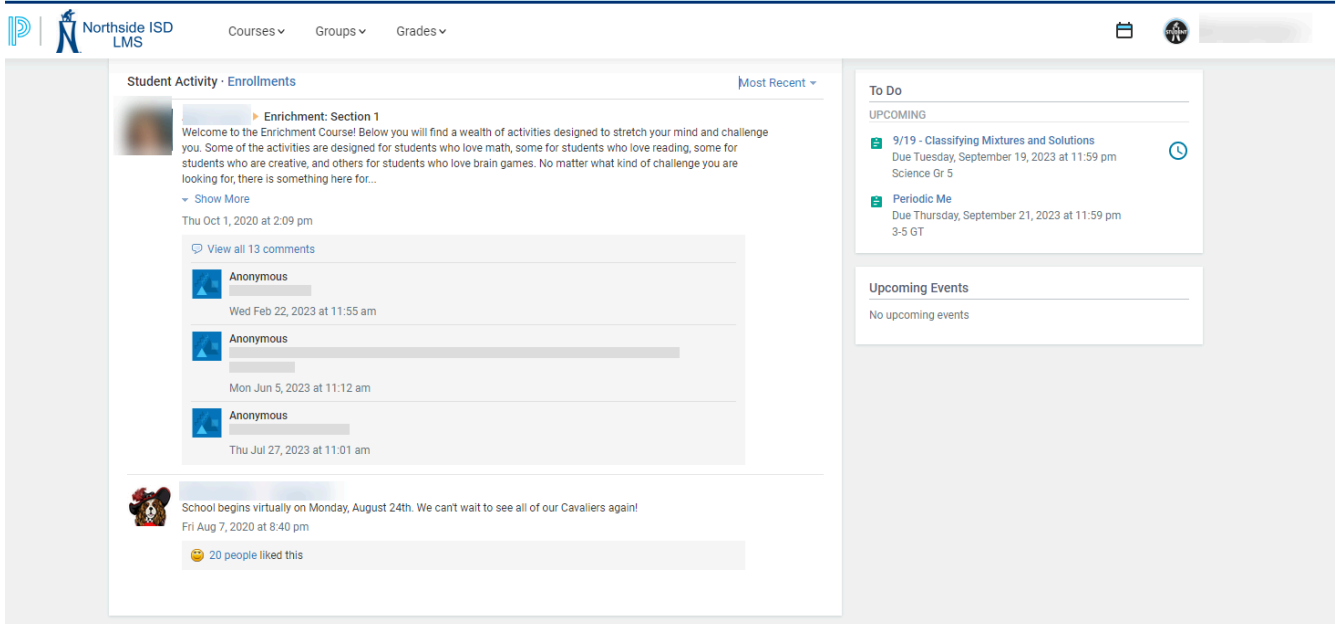 Northside ISD
LMS
Courses
Groups
Grades
STUDENT
Student Activity · Enrollments
Most Recent
Enrichment: Section 1
Welcome to the Enrichment Course! Below you will find a wealth of activities designed to stretch your mind and challenge
you. Some of the activities are designed for students who love math, some for students who love reading, some for
students who are creative, and others for students who love brain games. No matter what kind of challenge you are
looking for, there is something here for...
Show More
Thu Oct 1, 2020 at 2:09 pm
View all 13 comments
Anonymous
Wed Feb 22, 2023 at 11:55 am
Anonymous
Mon Jun 5, 2023 at 11:12 am
Anonymous
Thu Jul 27, 2023 at 11:01 am
School begins virtually on Monday, August 24th. We can't wait to see all of our Cavaliers again!
Fri Aug 7, 2020 at 8:40 pm
20 people liked this
To Do
UPCOMING
9/19 - Classifying Mixtures and Solutions
Due Tuesday, September 19, 2023 at 11:59 pm
Science Gr 5
Periodic Me
Due Thursday, September 21, 2023 at 11:59 pm
3-5 GT
Upcoming Events
No upcoming events